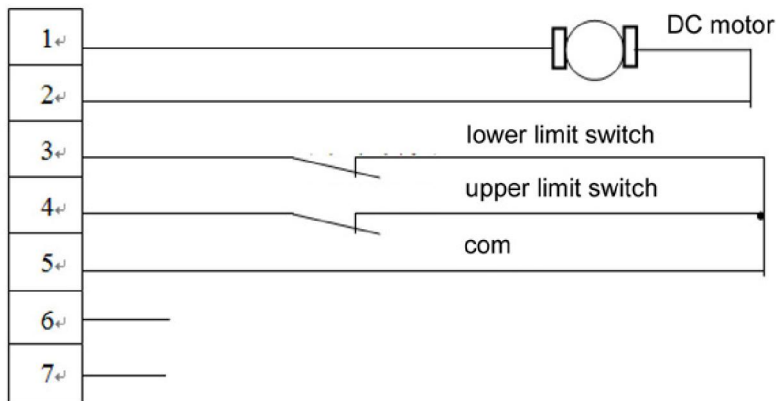 1↵
DC motor
2↵
3↵
lower limit switch
4↵
upper limit switch
5↵
com
6↵
7↵